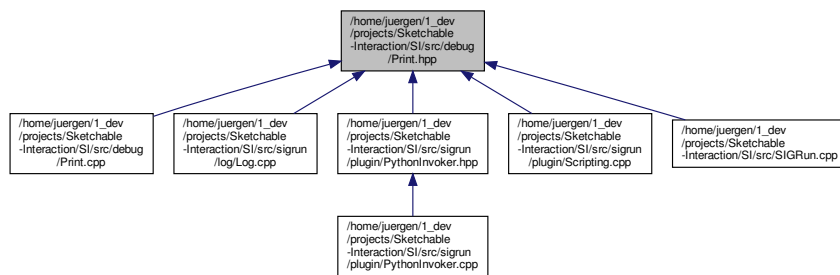 /home/juergen/1_dev
/projects/Sketchable
-Interaction/SI/src/debug
/Print.hpp
/home/juergen/1_dev
/projects/Sketchable
-Interaction/SI/src/debug
/Print.cpp
/home/juergen/1_dev
/projects/Sketchable
-Interaction/SI/src/sigrun
/log/Log.cpp
/home/juergen/1_dev
/projects/Sketchable
-Interaction/SI/src/sigrun
/plugin/PythonInvoker.hpp
/home/juergen/1_dev
/projects/Sketchable
-Interaction/SI/src/sigrun
/plugin/Scripting.cpp
/home/juergen/1_dev
/projects/Sketchable
-Interaction/SI/src/SIGRun.cpp
/home/juergen/1_dev
/projects/Sketchable
-Interaction/SI/src/sigrun
/plugin/PythonInvoker.cpp